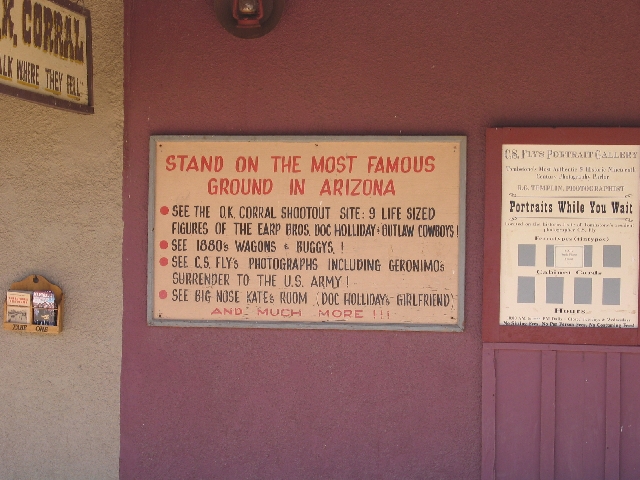 K. CORRAL
ALK WHERE THEY FELL"
STAND ON THE MOST FAMOUS
GROUND IN ARIZONA
SEE THE O.K. CORRAL SHOOTOUT SITE: 9 LIFE SIZED
FIGURES OF THE EARP BROS. DOC HOLLIDAY & OUTLAW COWBOYS!
SEE 1880s WAGONS & BUGGYS. !
SEE C.S. FLY's PHOTOGRAPHS INCLUDING GERONIMOs
SURRENDER TO THE U.S. ARMY!
SEE BIG NOSE KATE's ROOM (DOC HOLLIDAYs GIRLFRIEND)
AND MUCH MORE !!!
TAKE ONE
C.S. FLY'S PORTRAIT GALLERY
Portraits While You Wait
Cabinet Cards
Hours